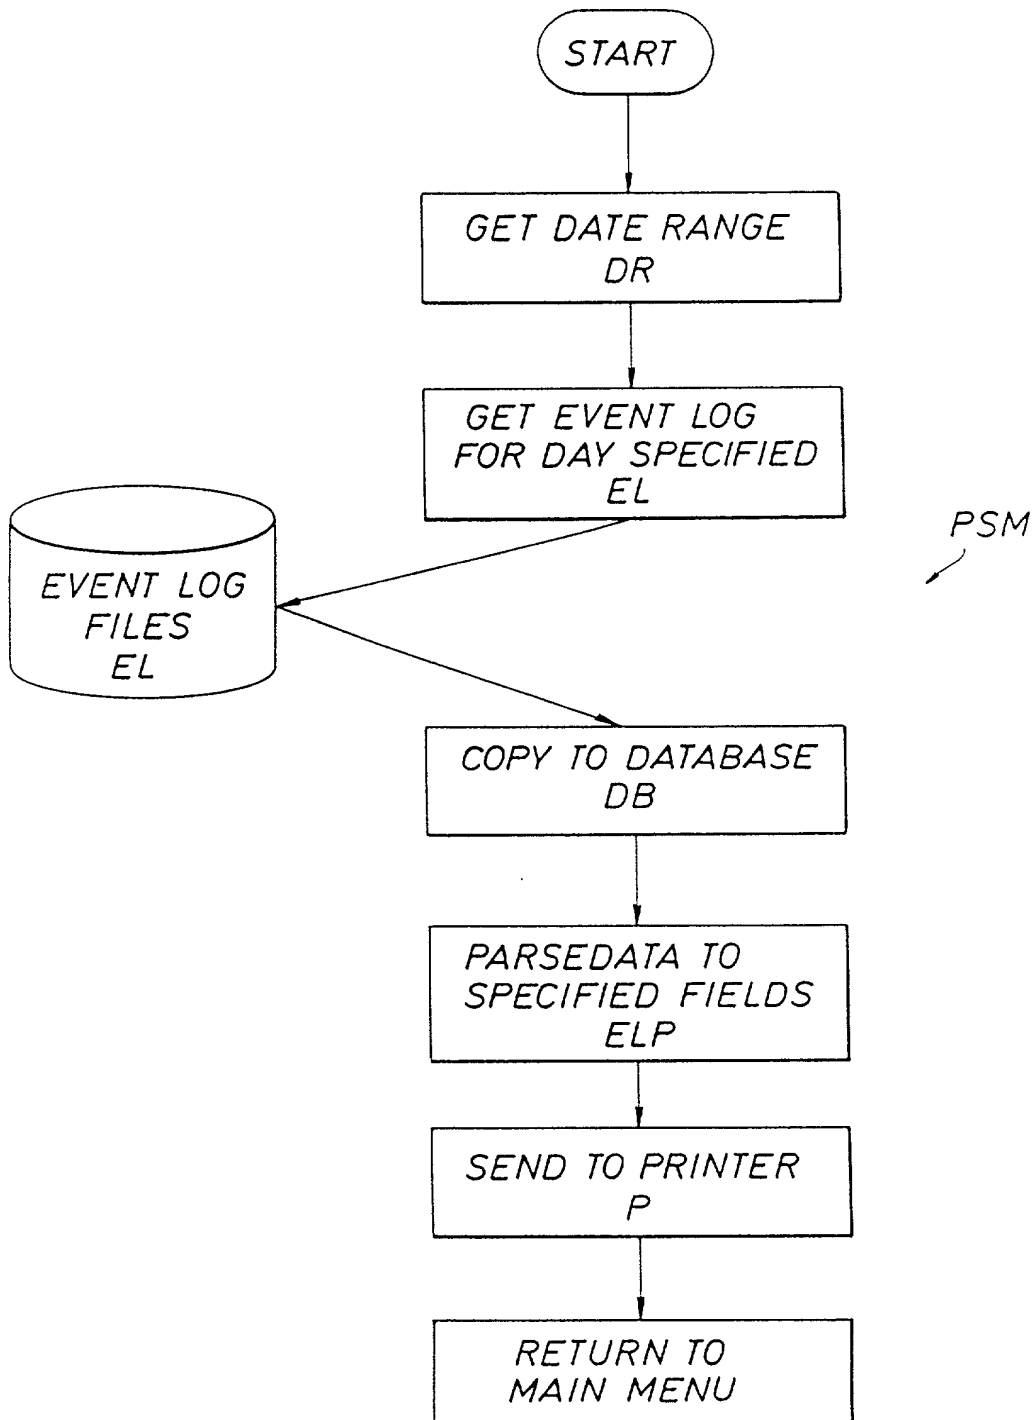 START
GET DATE RANGE
DR
GET EVENT LOG
FOR DAY SPECIFIED
EL
PSM
EVENT LOG
FILES
EL
COPY TO DATABASE
DB
PARSEDATA TO
SPECIFIED FIELDS
ELP
SEND TO PRINTER
P
RETURN TO
MAIN MENU